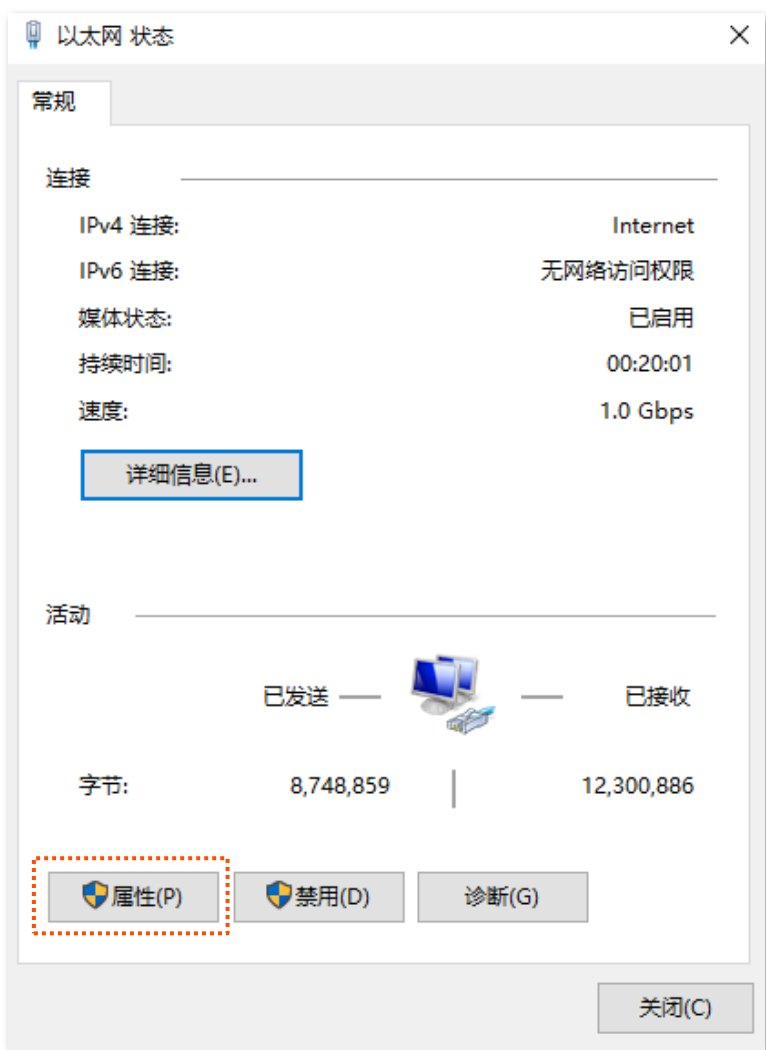 以太网 状态
常规
连接
IPv4 连接: Internet
IPv6 连接: 无网络访问权限
媒体状态: 已启用
持续时间: 00:20:01
速度: 1.0 Gbps
详细信息(E)...
活动
已发送 已接收
字节: 8,748,859 12,300,886
属性(P) 禁用(D) 诊断(G)
关闭(C)